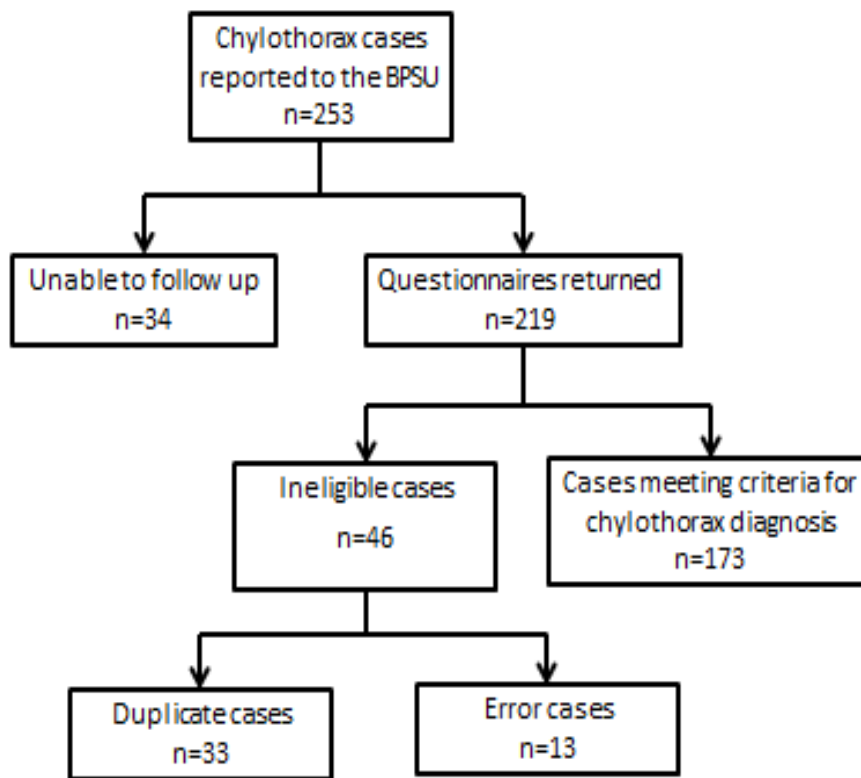 Chylothorax cases
reported to the BPSU
n=253
Unable to follow up
n=34
Questionnaires returned
n=219
Ineligible cases
n=46
Cases meeting criteria for
chylothorax diagnosis
n=173
Duplicate cases
n=33
Error cases
n=13